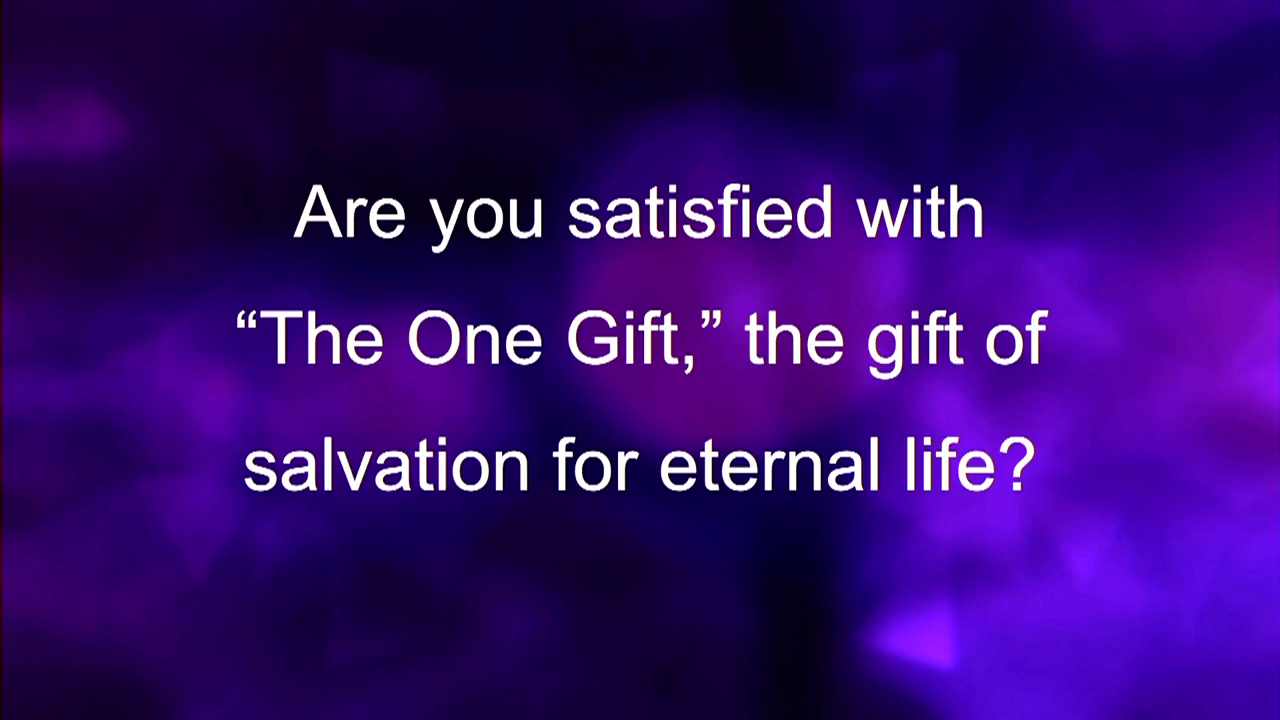 Are you satisfied with
“The One Gift,” the gift of
salvation for eternal life?